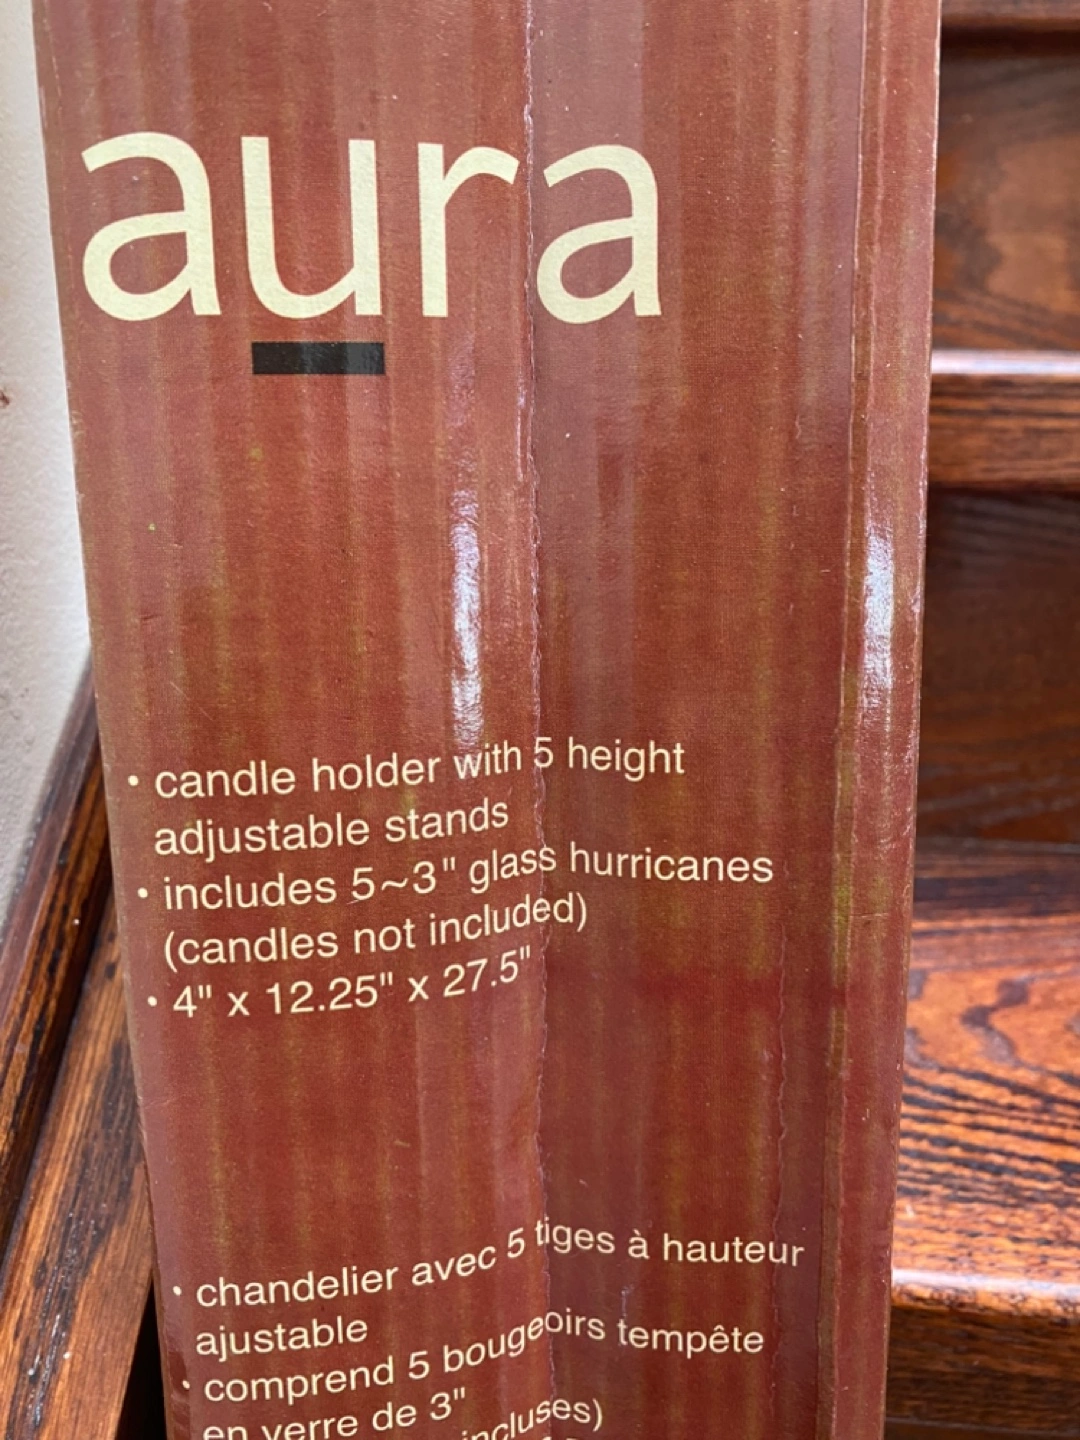 aura
• candle holder with 5 height
adjustable stands
• includes 5~3" glass hurricanes
(candles not included)
• 4" x 12.25" x 27.5"
• chandelier avec 5 tiges à hauteur
ajustable
• comprend 5 bougeoirs tempête
en verre de 3"
incluses)